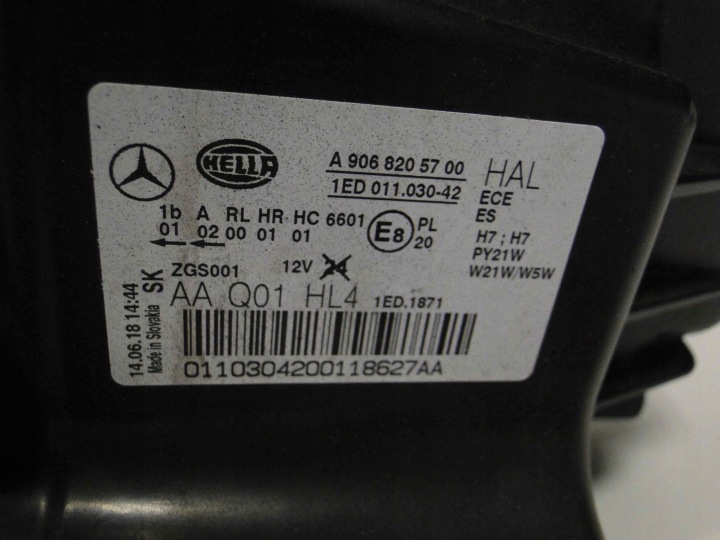 HELLA
A 906 820 57 00
1ED 011.030-42
HAL
ECE
ES
1b A RL HR HC 6601
01 02 00 01 01
E8
PL
20
H7 ; H7
PY21W
W21W/W5W
ZGS001 12V 24
AA Q01 HL4 1ED.1871
0110304200118627AA
14.06.18 14:44
Made in Slovakia SK